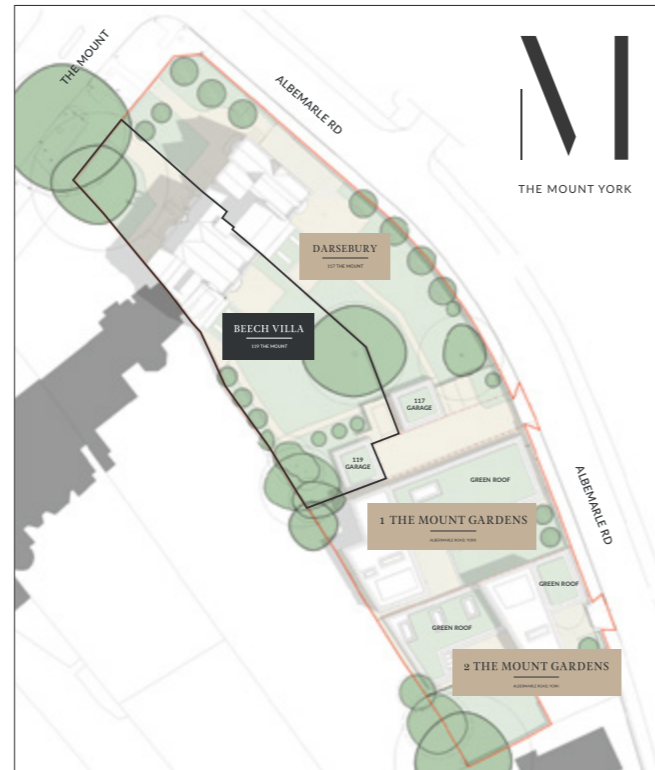 THE MOUNT
ALBEMARLE RD
M
THE MOUNT YORK
DARSEBURY
117 THE MOUNT
BEECH VILLA
119 THE MOUNT
117
GARAGE
119
GARAGE
GREEN ROOF
ALBEMARLE RD
1 THE MOUNT GARDENS
ALBEMARLE ROAD, YORK
GREEN ROOF
GREEN ROOF
2 THE MOUNT GARDENS
ALBEMARLE ROAD, YORK